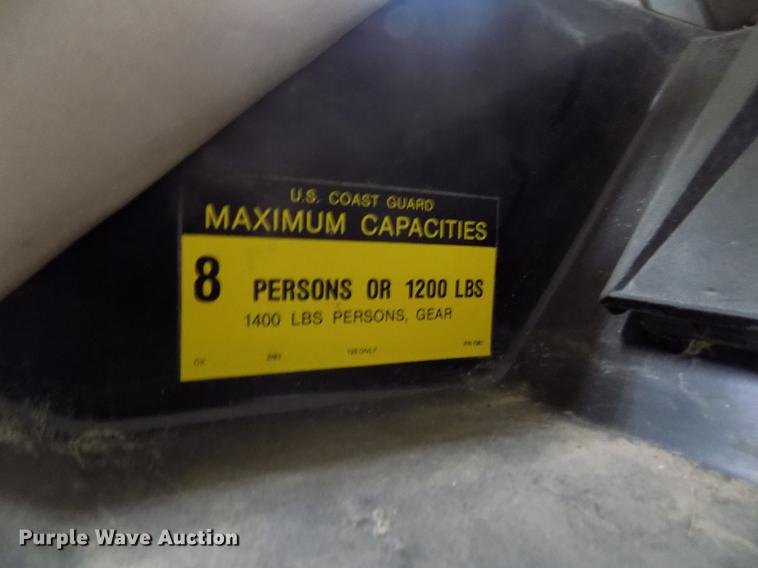 U.S. COAST GUARD
MAXIMUM CAPACITIES
8 PERSONS OR 1200 LBS
1400 LBS PERSONS, GEAR
Purple Wave Auction